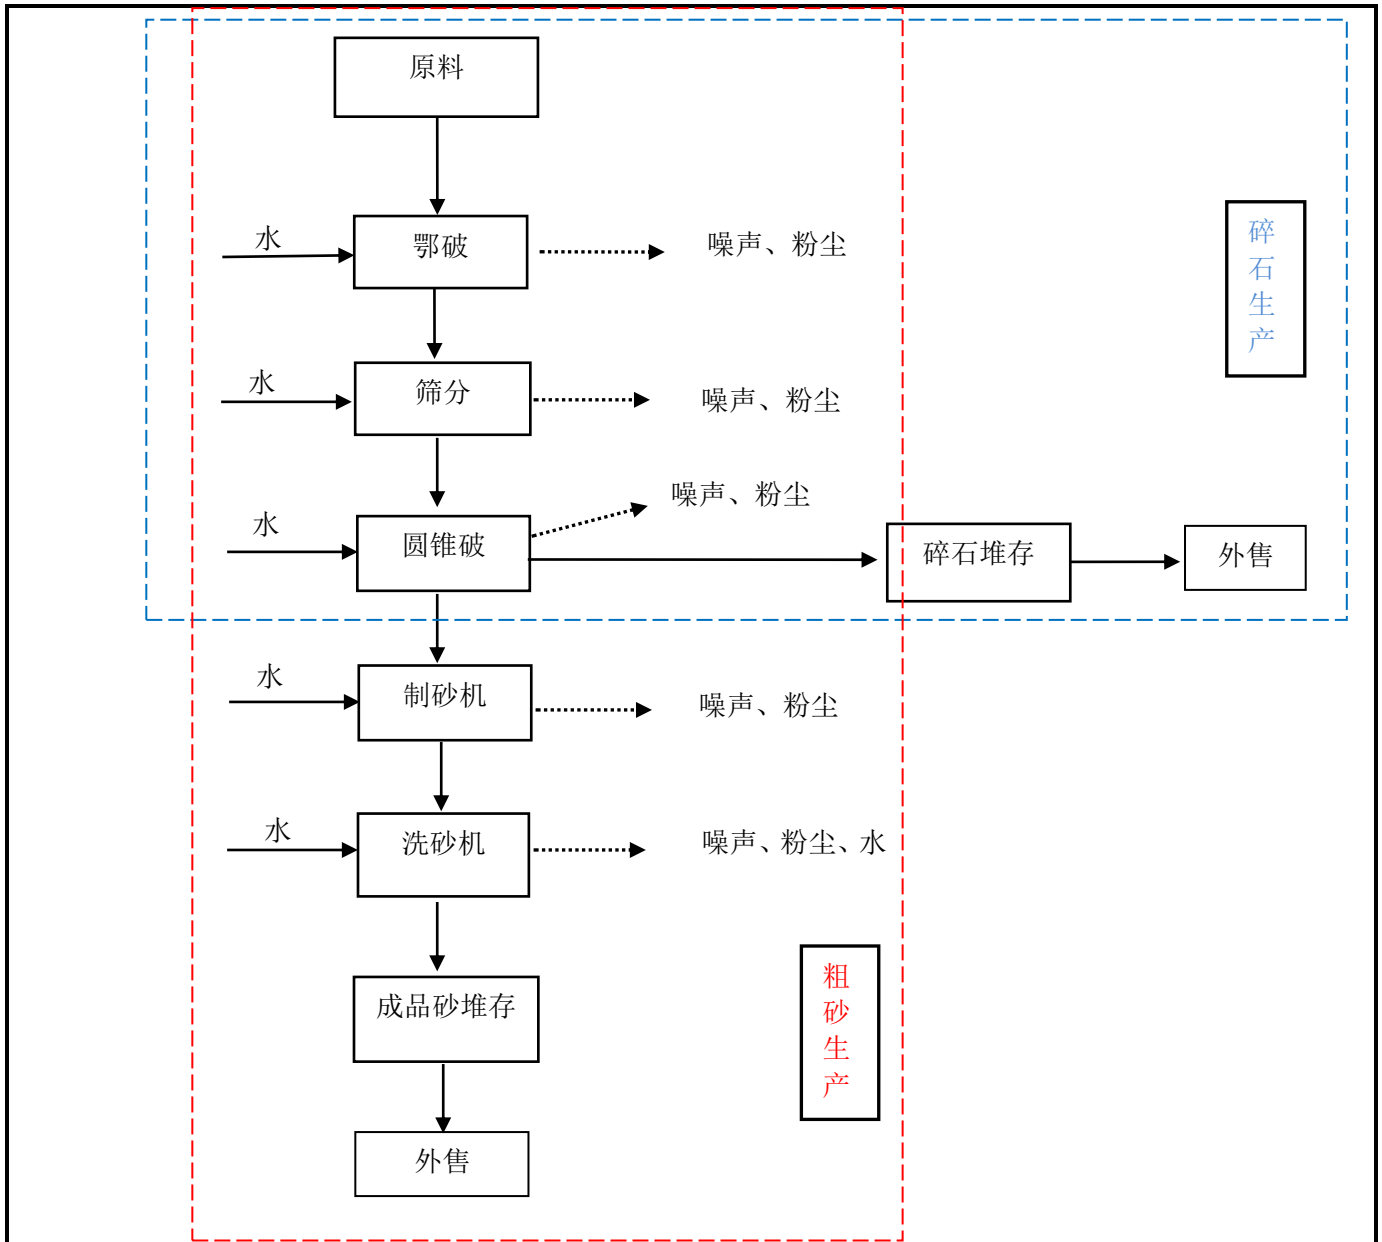 原料
水
鄂破
噪声、粉尘
碎石生产
水
筛分
噪声、粉尘
噪声、粉尘
水
圆锥破
碎石堆存
外售
水
制砂机
噪声、粉尘
水
洗砂机
噪声、粉尘、水
粗砂生产
成品砂堆存
外售